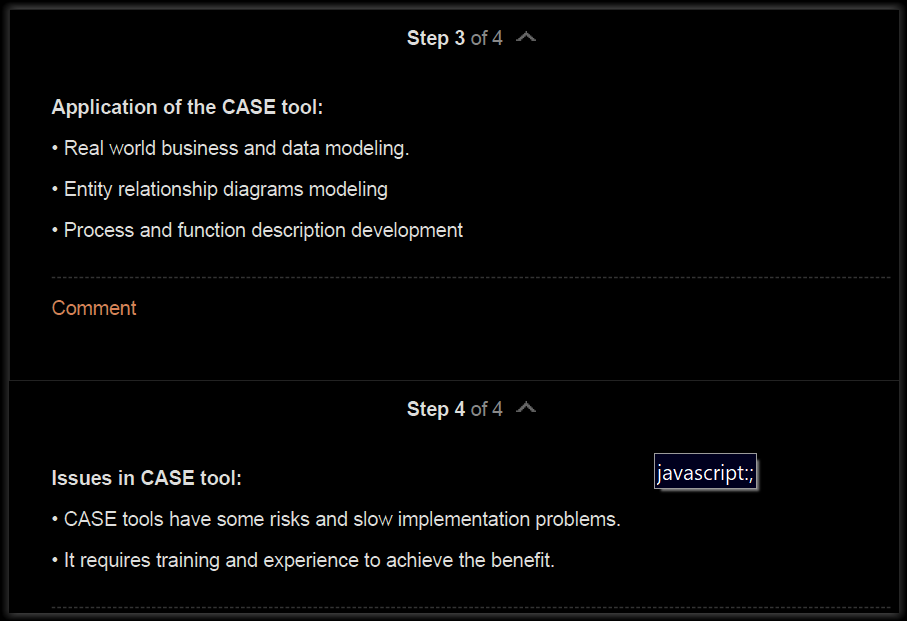 Step 3 of 4
Application of the CASE tool:
• Real world business and data modeling.
• Entity relationship diagrams modeling
• Process and function description development
Comment
Step 4 of 4
javascript:;
Issues in CASE tool:
• CASE tools have some risks and slow implementation problems.
• It requires training and experience to achieve the benefit.